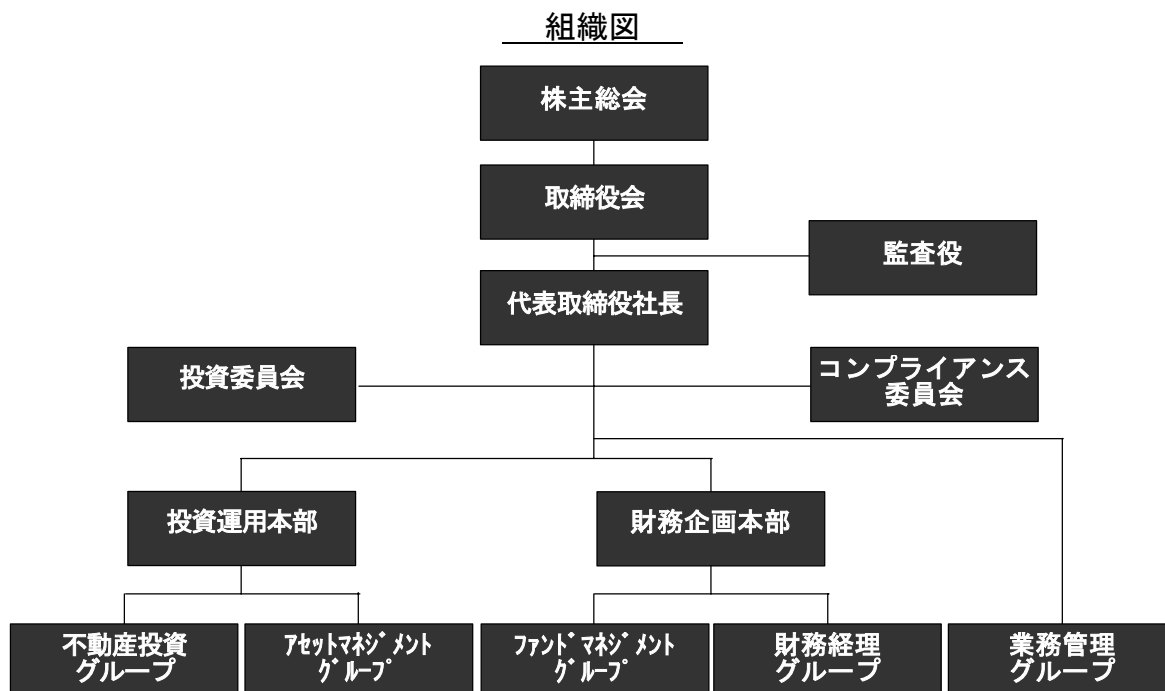 組織図
株主総会
取締役会
監査役
代表取締役社長
投資委員会
コンプライアンス
委員会
投資運用本部
財務企画本部
不動産投資
グループ
ｱｾｯﾄﾏﾈｼﾞﾒﾝﾄ
ｸﾞﾙｰﾌﾟ
ﾌｧﾝﾄﾞﾏﾈｼﾞﾒﾝﾄ
ｸﾞﾙｰﾌﾟ
財務経理
グループ
業務管理
グループ